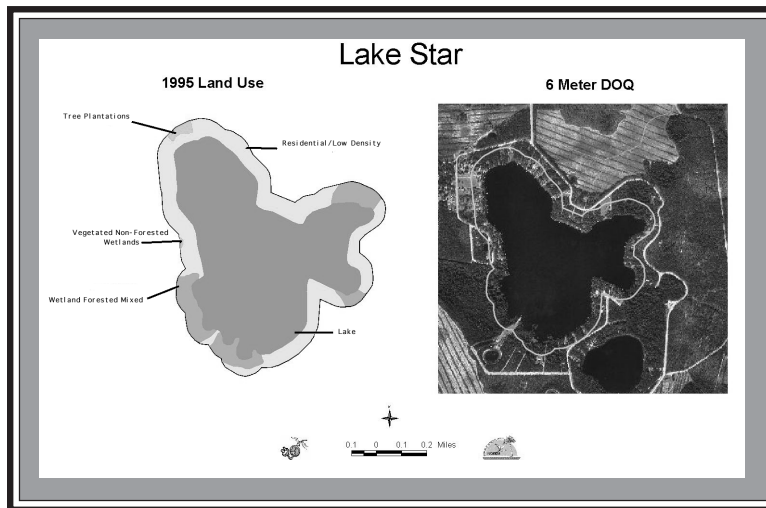 Lake Star
1995 Land Use
6 Meter DOQ
Tree Plantations
Residential/Low Density
Vegetated Non-Forested
Wetlands
Wetland Forested Mixed
Lake
0.1 0 0.1 0.2 Miles